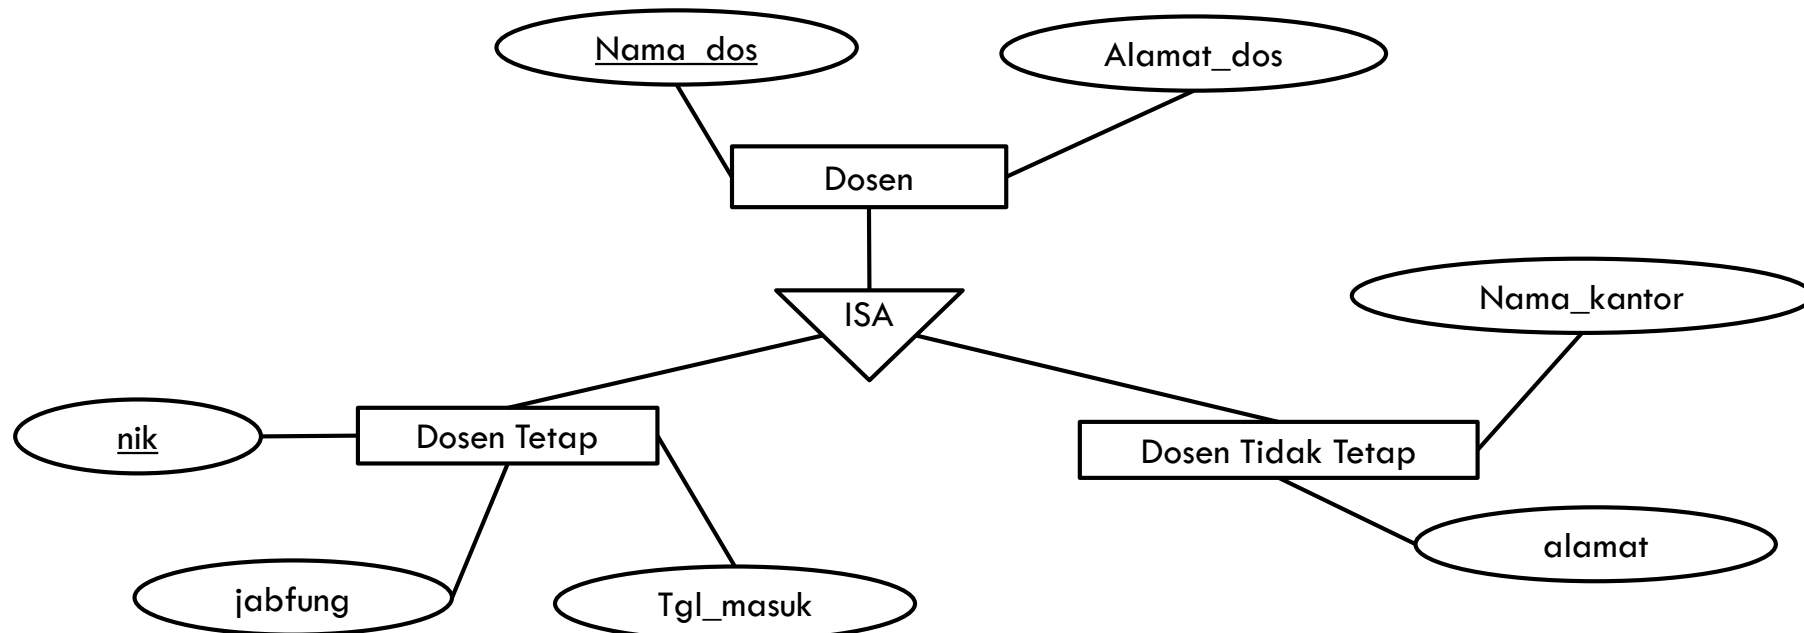 Nama_dos
Alamat_dos
Dosen
ISA
Nama_kantor
nik
Dosen Tetap
Dosen Tidak Tetap
alamat
jabfung
Tgl_masuk